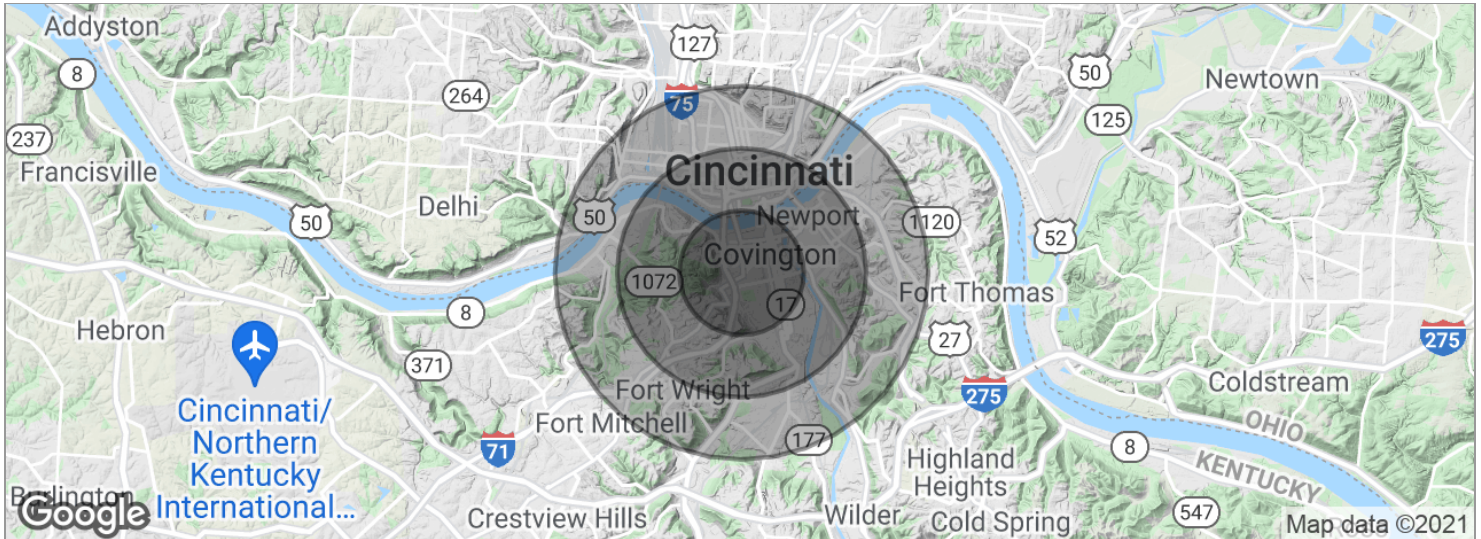 Addyston
127
8
264
50
Newtown
75
125
237
Francisville
Cincinnati
Delhi
50
50
Newport
1120
52
Covington
1072
17
Fort Thomas
8
Hebron
27
275
371
275
Coldstream
Fort Wright
Cincinnati/
Northern
Kentucky
International...
Fort Mitchell
OHIO
71
177
8
Highland
Heights
KENTUCKY
Burlington
Google
Crestview Hills
Wilder
Cold Spring
547
Map data ©2021